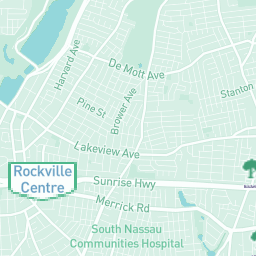 Harvard Ave
De Mott Ave
Stanton
Pine St
Brower Ave
Lakeview Ave
Rockville
Centre
Sunrise Hwy
Merrick Rd
South Nassau
Communities Hospital